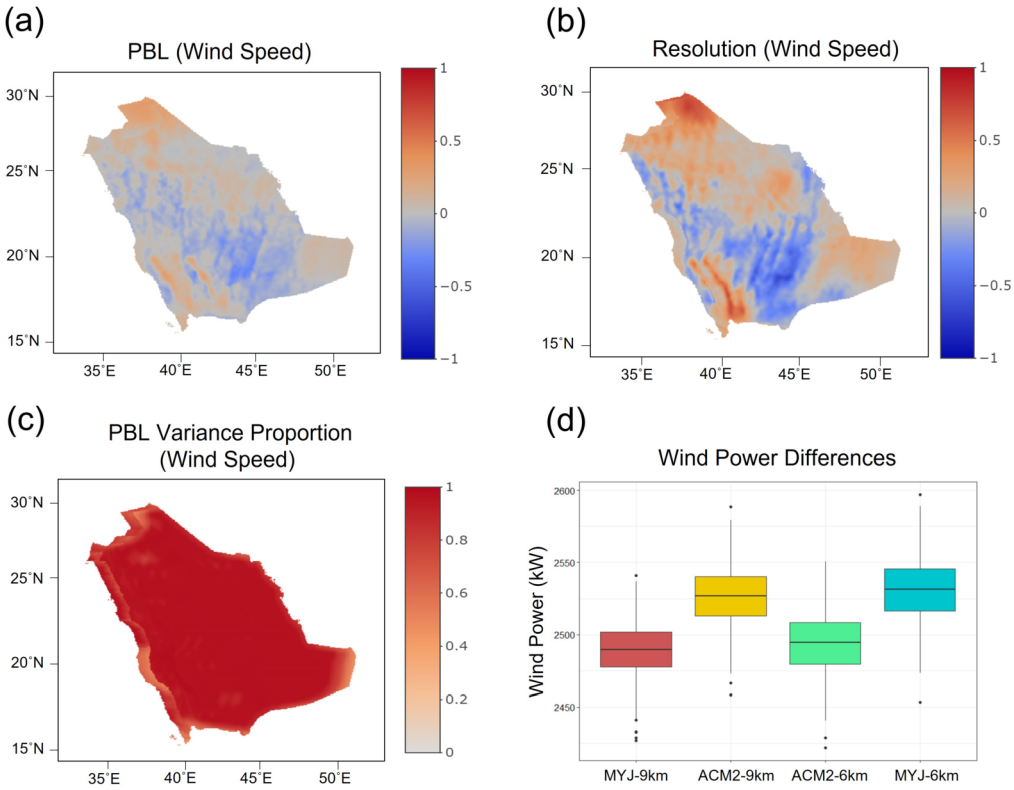 (a)
PBL (Wind Speed)
30°N
25°N
20°N
15°N
35°E 40°E 45°E 50°E
1
0.5
0
−0.5
−1
(b)
Resolution (Wind Speed)
30°N
25°N
20°N
15°N
35°E 40°E 45°E 50°E
1
0.5
0
−0.5
−1
(c)
PBL Variance Proportion
(Wind Speed)
30°N
25°N
20°N
15°N
35°E 40°E 45°E 50°E
1
0.8
0.6
0.4
0.2
0
(d)
Wind Power Differences
Wind Power (kW)
2600
2550
2500
2450
MYJ-9km ACM2-9km ACM2-6km MYJ-6km